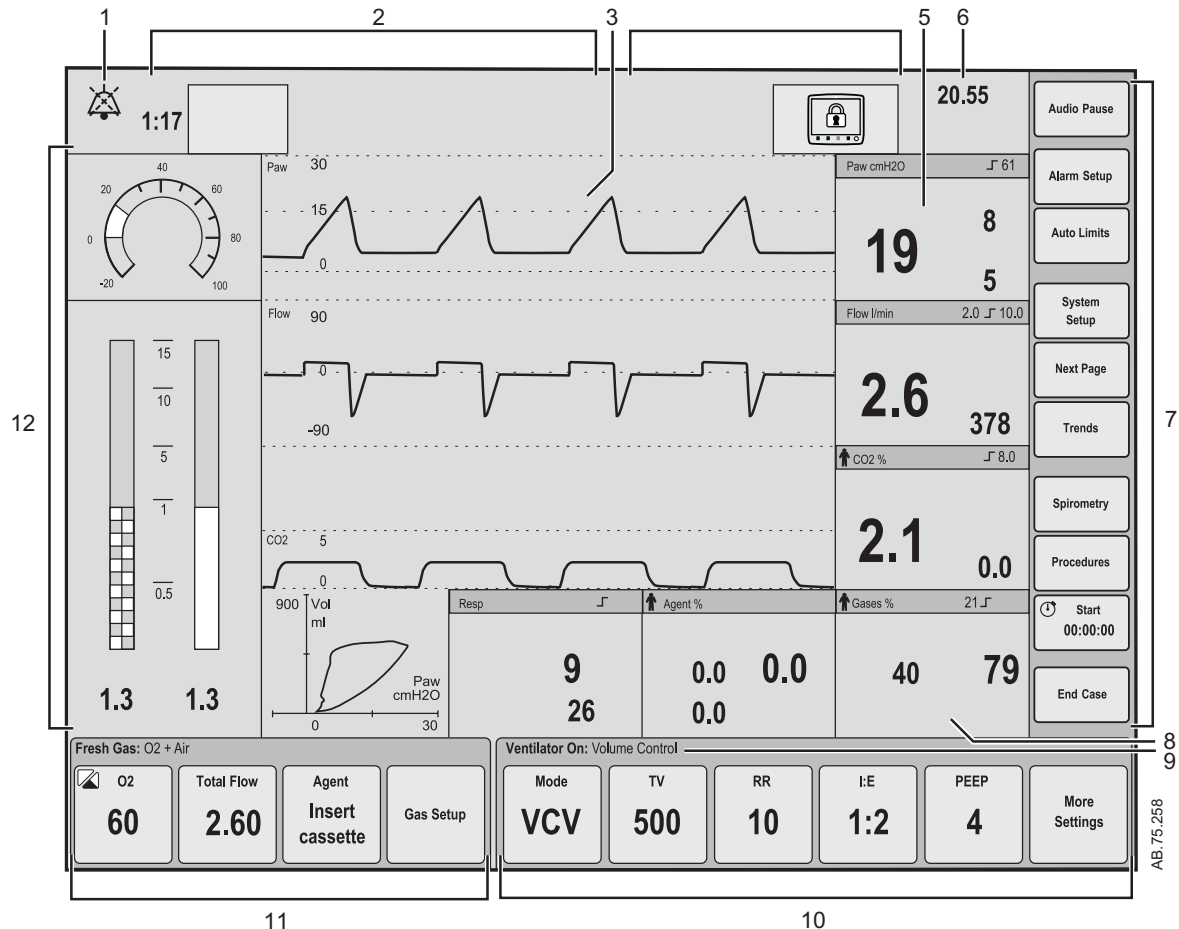 1
2
3
5
6
1:17
20.55
Audio Pause
Alarm Setup
Auto Limits
System
Setup
Next Page
Trends
Spirometry
Procedures
Start
00:00:00
End Case
7
12
-20
0
20
40
60
80
100
Paw
30
15
0
Paw cmH2O
61
19
8
5
Flow
90
0
-90
Flow l/min
2.0
10.0
2.6
378
15
10
5
1
0.5
1.3
1.3
CO2
5
0
CO2 %
8.0
2.1
0.0
900
Vol
ml
Paw
cmH2O
0
30
Resp
9
26
Agent %
0.0
0.0
0.0
Gases %
21
40
79
8
9
Fresh Gas: O2 + Air
O2
60
Total Flow
2.60
Agent
Insert
cassette
Gas Setup
Ventilator On: Volume Control
Mode
VCV
TV
500
RR
10
I:E
1:2
PEEP
4
More
Settings
AB.75.258
11
10